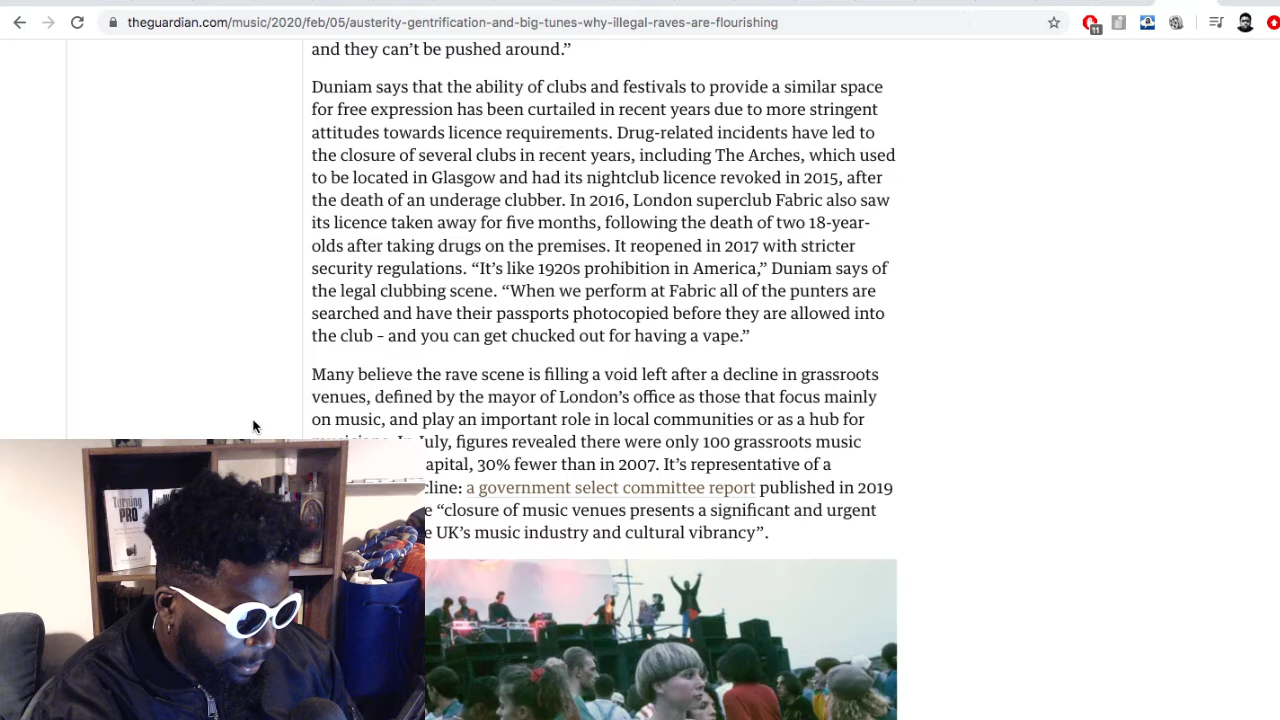 theguardian.com/music/2020/feb/05/austerity-gentrification-and-big-tunes-why-illegal-raves-are-flourishing
11
and they can’t be pushed around.”
Duniam says that the ability of clubs and festivals to provide a similar space
for free expression has been curtailed in recent years due to more stringent
attitudes towards licence requirements. Drug-related incidents have led to
the closure of several clubs in recent years, including The Arches, which used
to be located in Glasgow and had its nightclub licence revoked in 2015, after
the death of an underage clubber. In 2016, London superclub Fabric also saw
its licence taken away for five months, following the death of two 18-year-
olds after taking drugs on the premises. It reopened in 2017 with stricter
security regulations. “It’s like 1920s prohibition in America,” Duniam says of
the legal clubbing scene. “When we perform at Fabric all of the punters are
searched and have their passports photocopied before they are allowed into
the club – and you can get chucked out for having a vape.”
Many believe the rave scene is filling a void left after a decline in grassroots
venues, defined by the mayor of London’s office as those that focus mainly
on music, and play an important role in local communities or as a hub for
July, figures revealed there were only 100 grassroots music
apital, 30% fewer than in 2007. It’s representative of a
cline: a government select committee report published in 2019
e “closure of music venues presents a significant and urgent
e UK’s music industry and cultural vibrancy”.
Turning
PRO